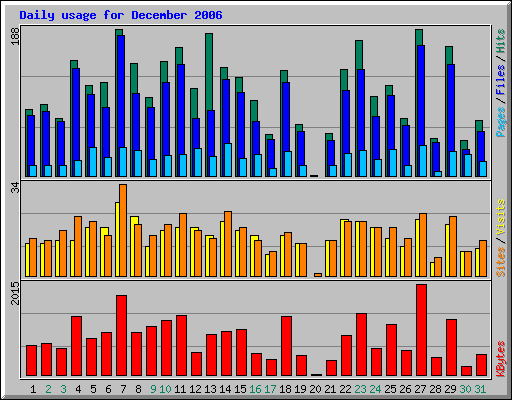 Daily usage for December 2006
188
Pages / Files / Hits
34
Sites / Visits
2015
KBytes
1 2 3 4 5 6 7 8 9 10 11 12 13 14 15 16 17 18 19 20 21 22 23 24 25 26 27 28 29 30 31